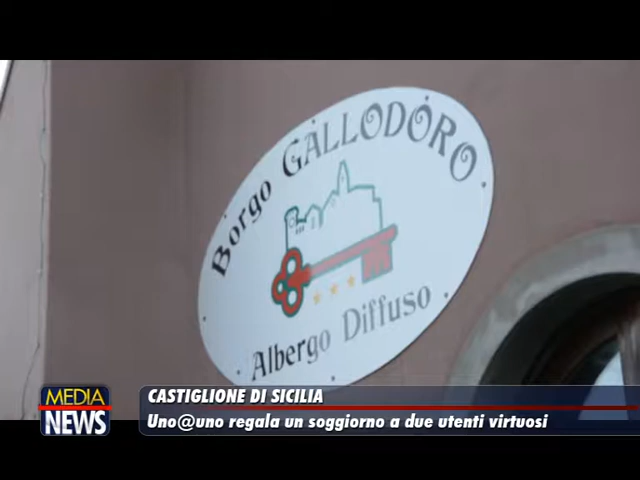 Borgo GALLODORO
Albergo Diffuso
MEDIA
NEWS
CASTIGLIONE DI SICILIA
Uno@uno regala un soggiorno a due utenti virtuosi